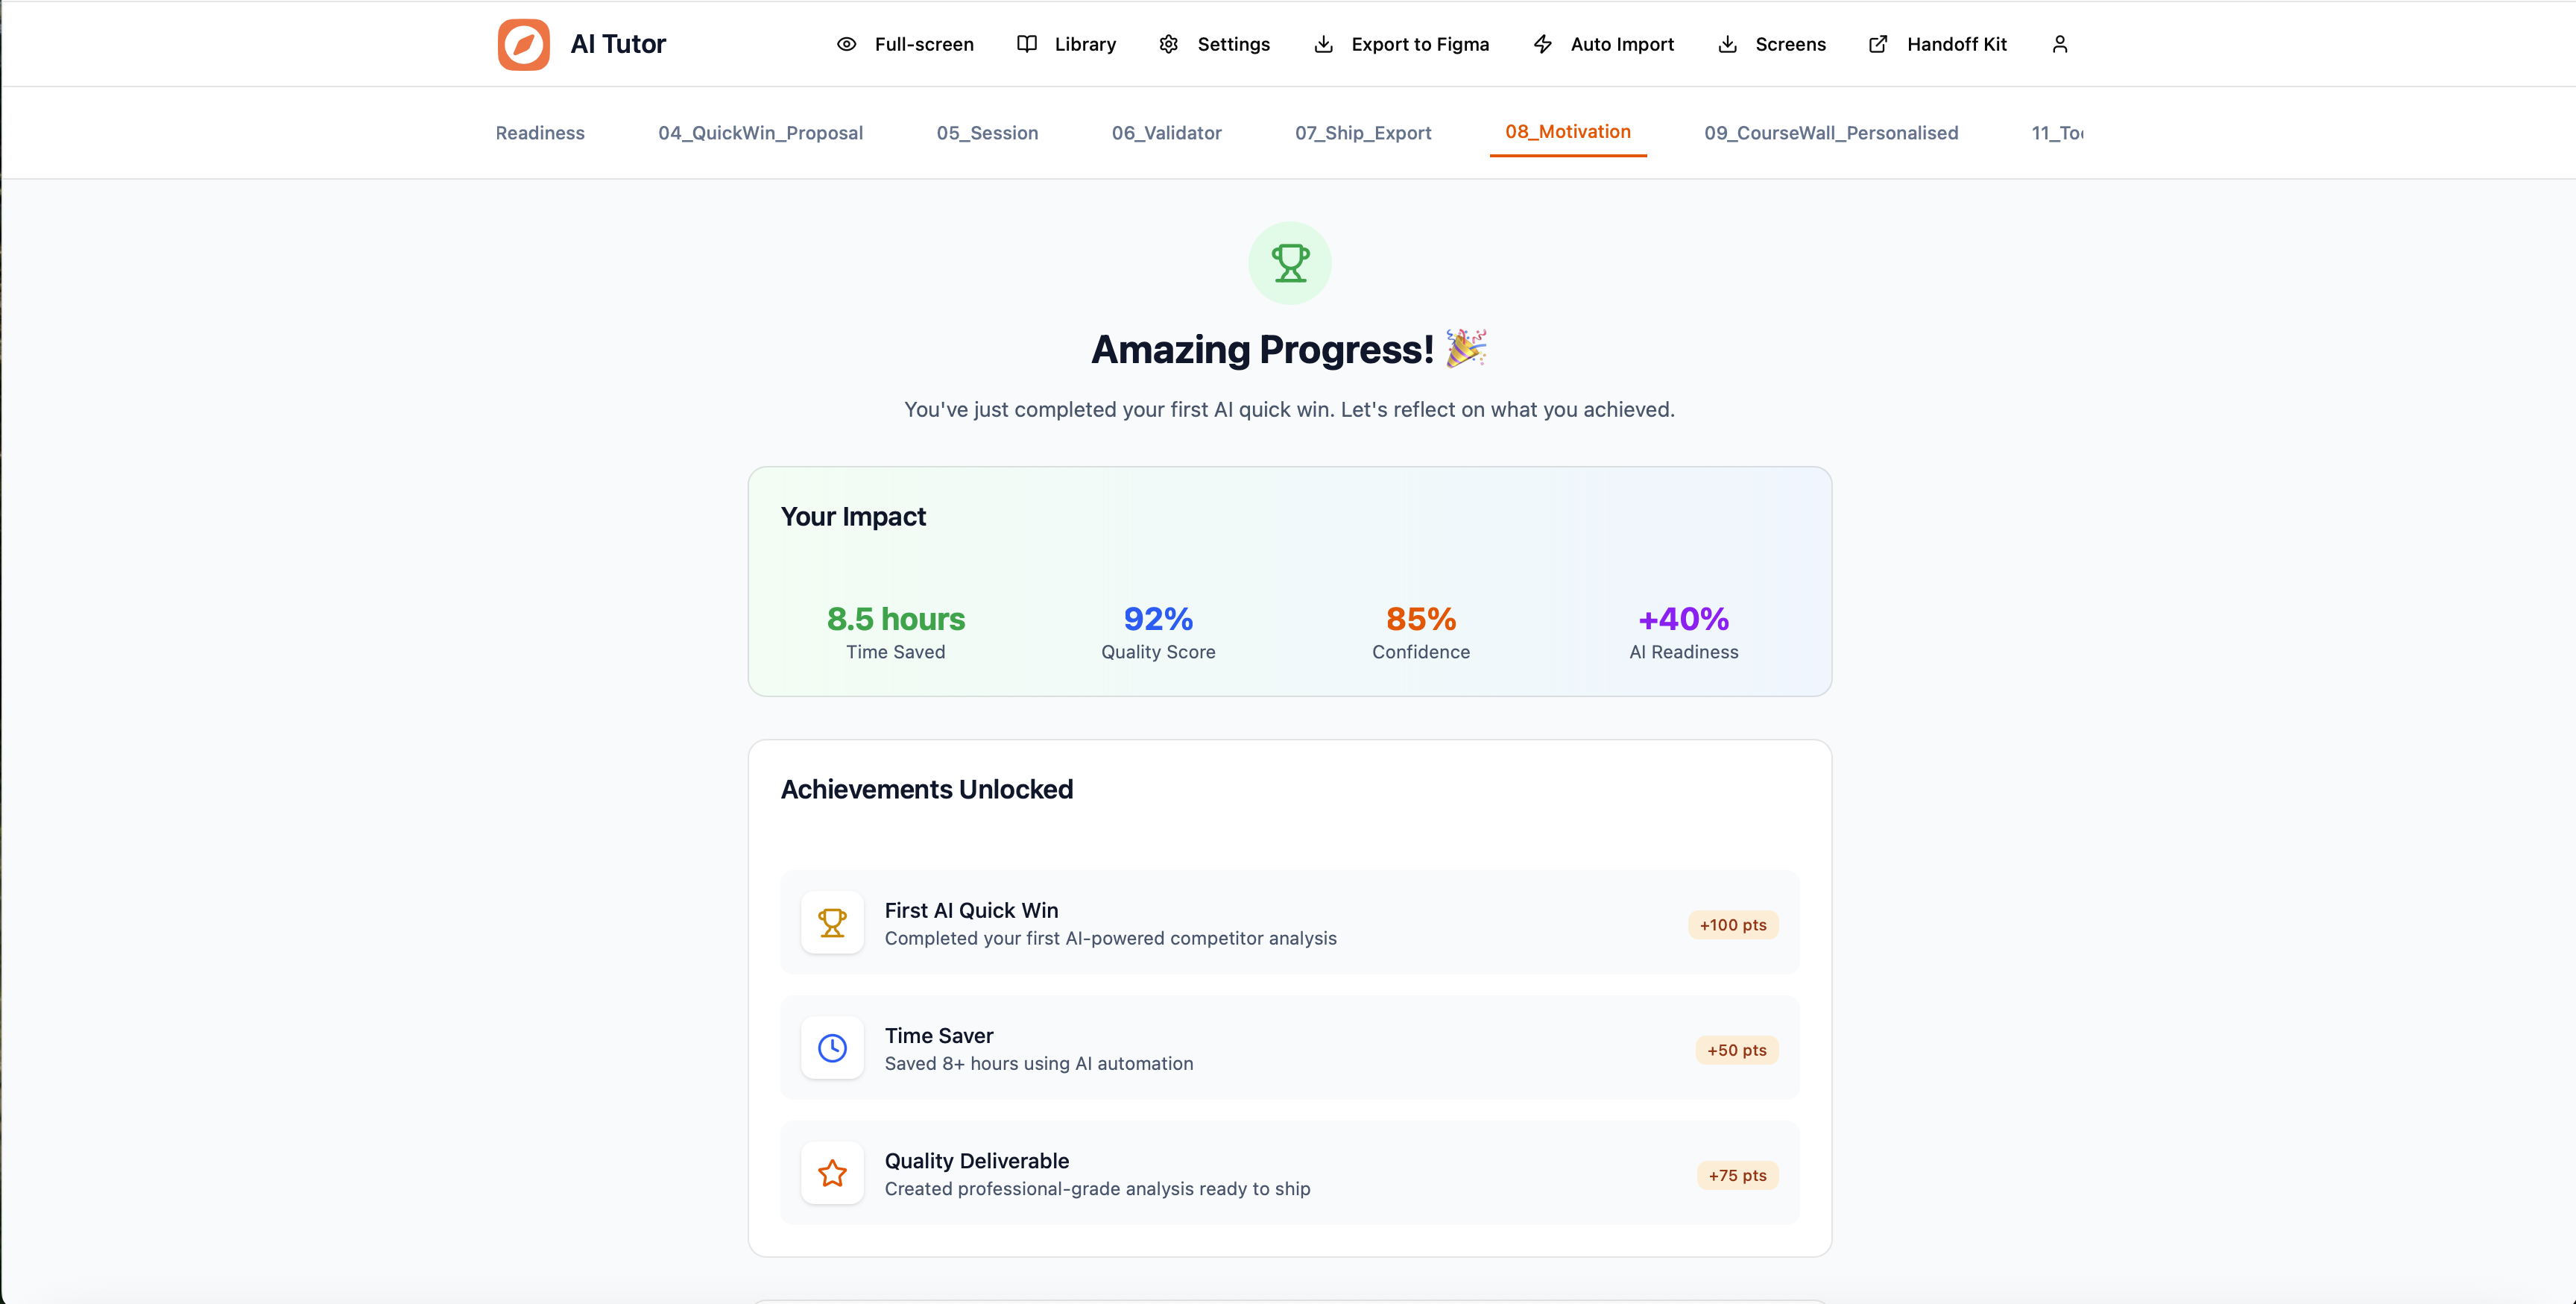 AI Tutor
Full-screen
Library
Settings
Export to Figma
Auto Import
Screens
Handoff Kit
Readiness
04_QuickWin_Proposal
05_Session
06_Validator
07_Ship_Export
08_Motivation
09_CourseWall_Personalised
Amazing Progress! 🎉
You've just completed your first AI quick win. Let's reflect on what you achieved.
Your Impact
8.5 hours
Time Saved
92%
Quality Score
85%
Confidence
+40%
AI Readiness
Achievements Unlocked
First AI Quick Win
Completed your first AI-powered competitor analysis
+100 pts
Time Saver
Saved 8+ hours using AI automation
+50 pts
Quality Deliverable
Created professional-grade analysis ready to ship
+75 pts